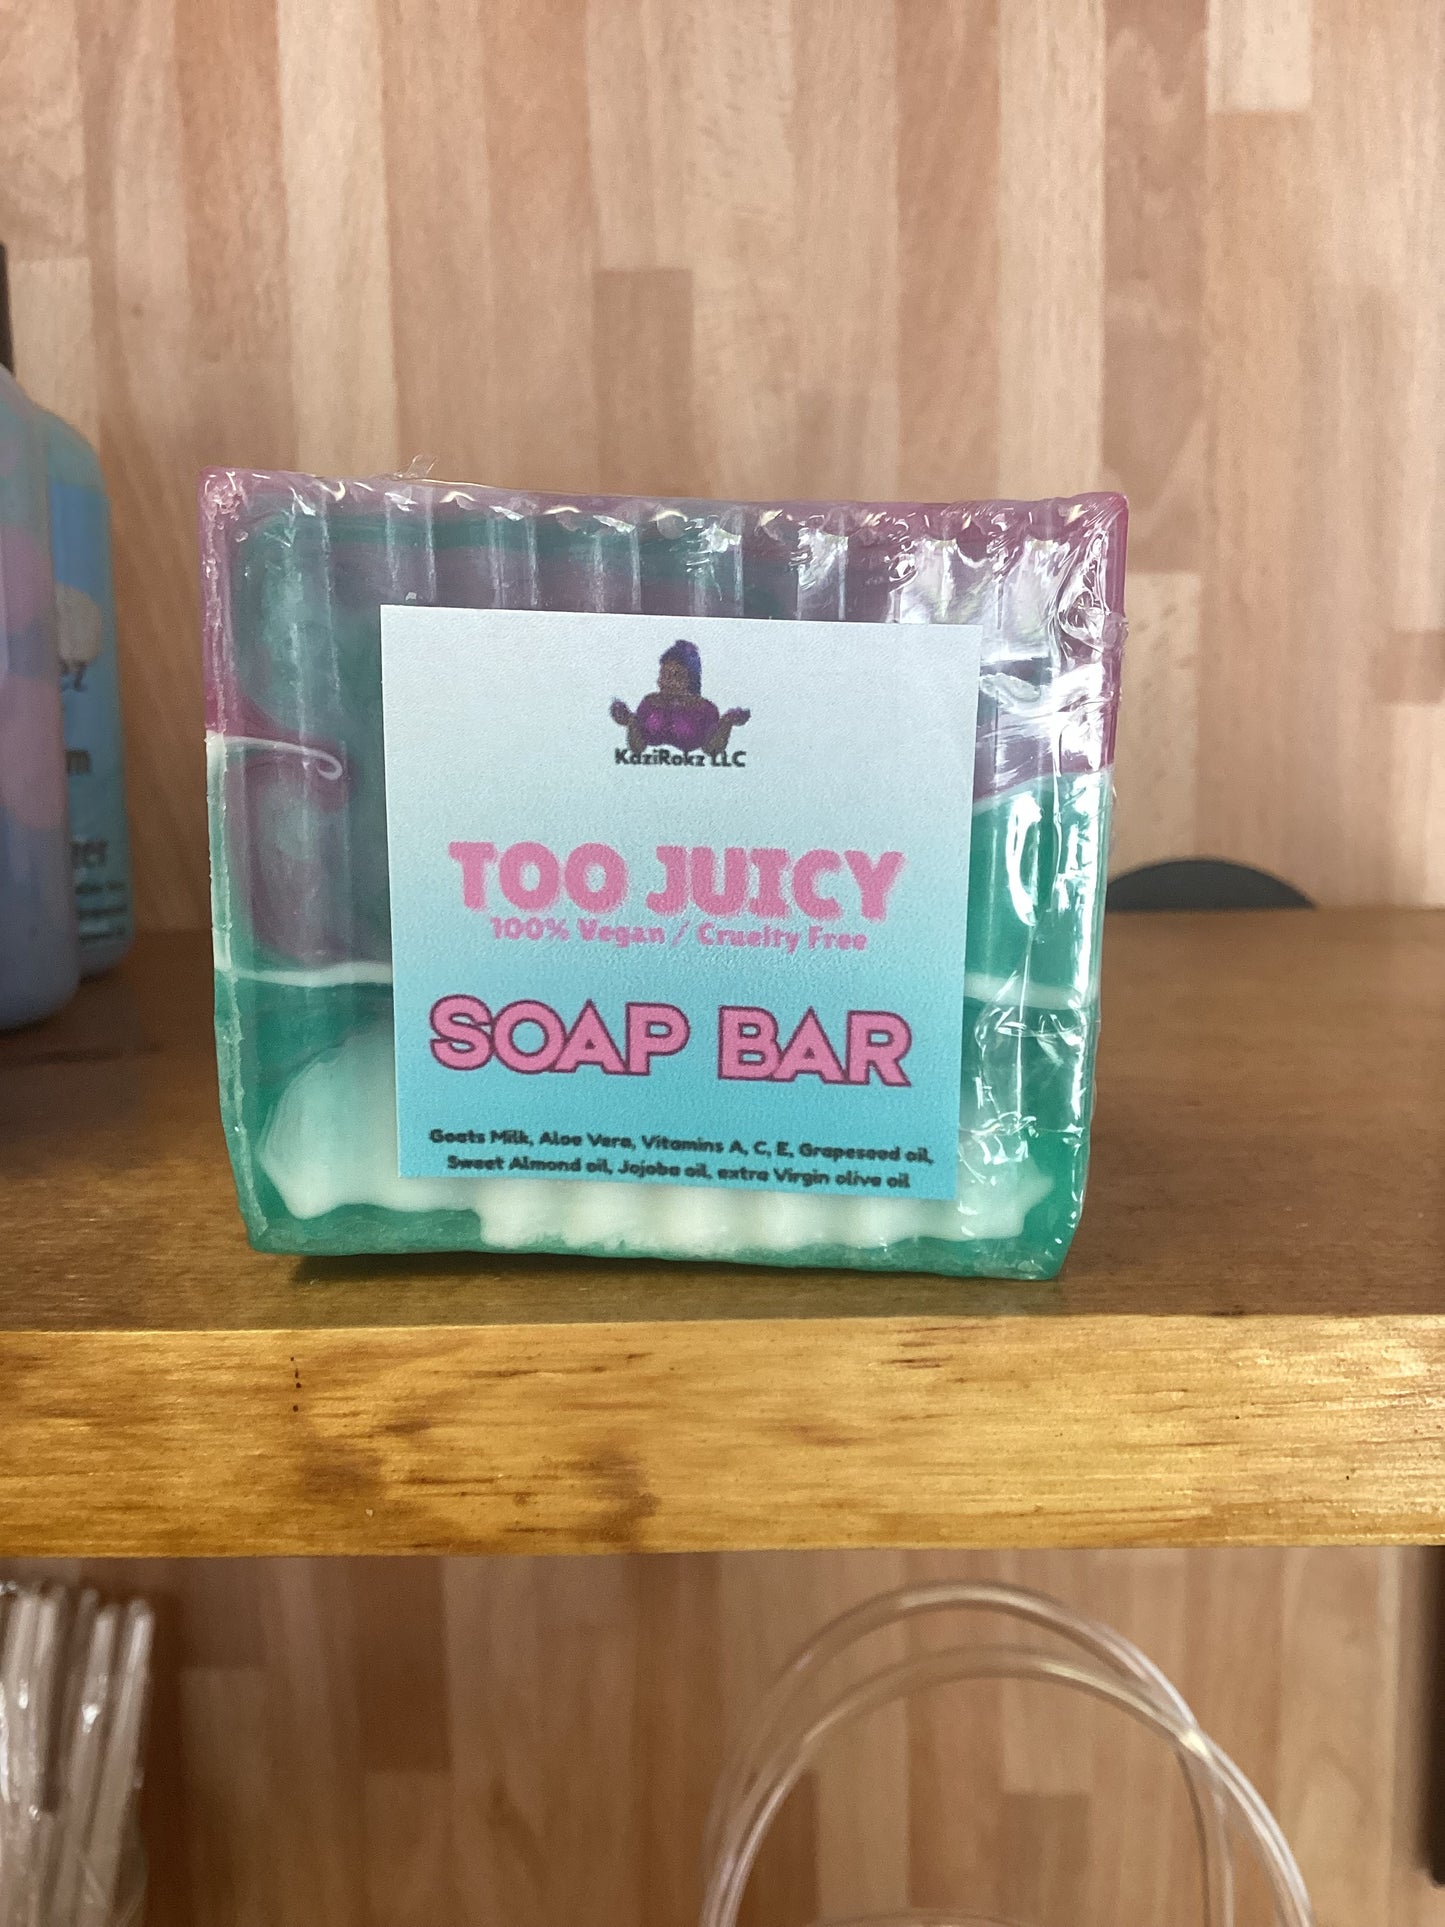 KaziRokz LLC
TOO JUICY
100% Vegan / Cruelty Free
SOAP BAR
Goats Milk, Aloe Vera, Vitamins A, C, E, Grapeseed oil,
Sweet Almond oil, Jojoba oil, extra Virgin olive oil